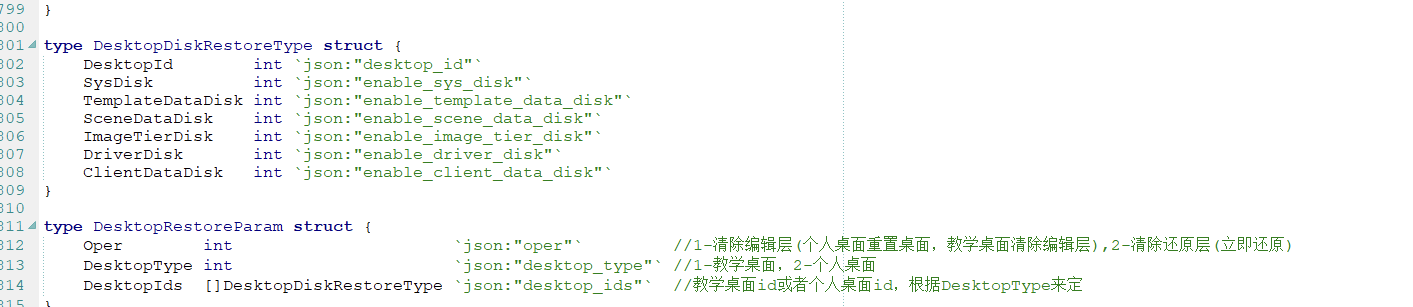 799 }
800
801 type DesktopDiskRestoreType struct {
802 DesktopId int `json:"desktop_id"`
803 SysDisk int `json:"enable_sys_disk"`
804 TemplateDataDisk int `json:"enable_template_data_disk"`
805 SceneDataDisk int `json:"enable_scene_data_disk"`
806 ImageTierDisk int `json:"enable_image_tier_disk"`
807 DriverDisk int `json:"enable_driver_disk"`
808 ClientDataDisk int `json:"enable_client_data_disk"`
809 }
810
811 type DesktopRestoreParam struct {
812 Oper int `json:"oper"` //1-清除编辑层(个人桌面重置桌面，教学桌面清除编辑层),2-清除还原层(立即还原)
813 DesktopType int `json:"desktop_type"` //1-教学桌面，2-个人桌面
814 DesktopIds []DesktopDiskRestoreType `json:"desktop_ids"` //教学桌面id或者个人桌面id，根据DesktopType来定
815 }